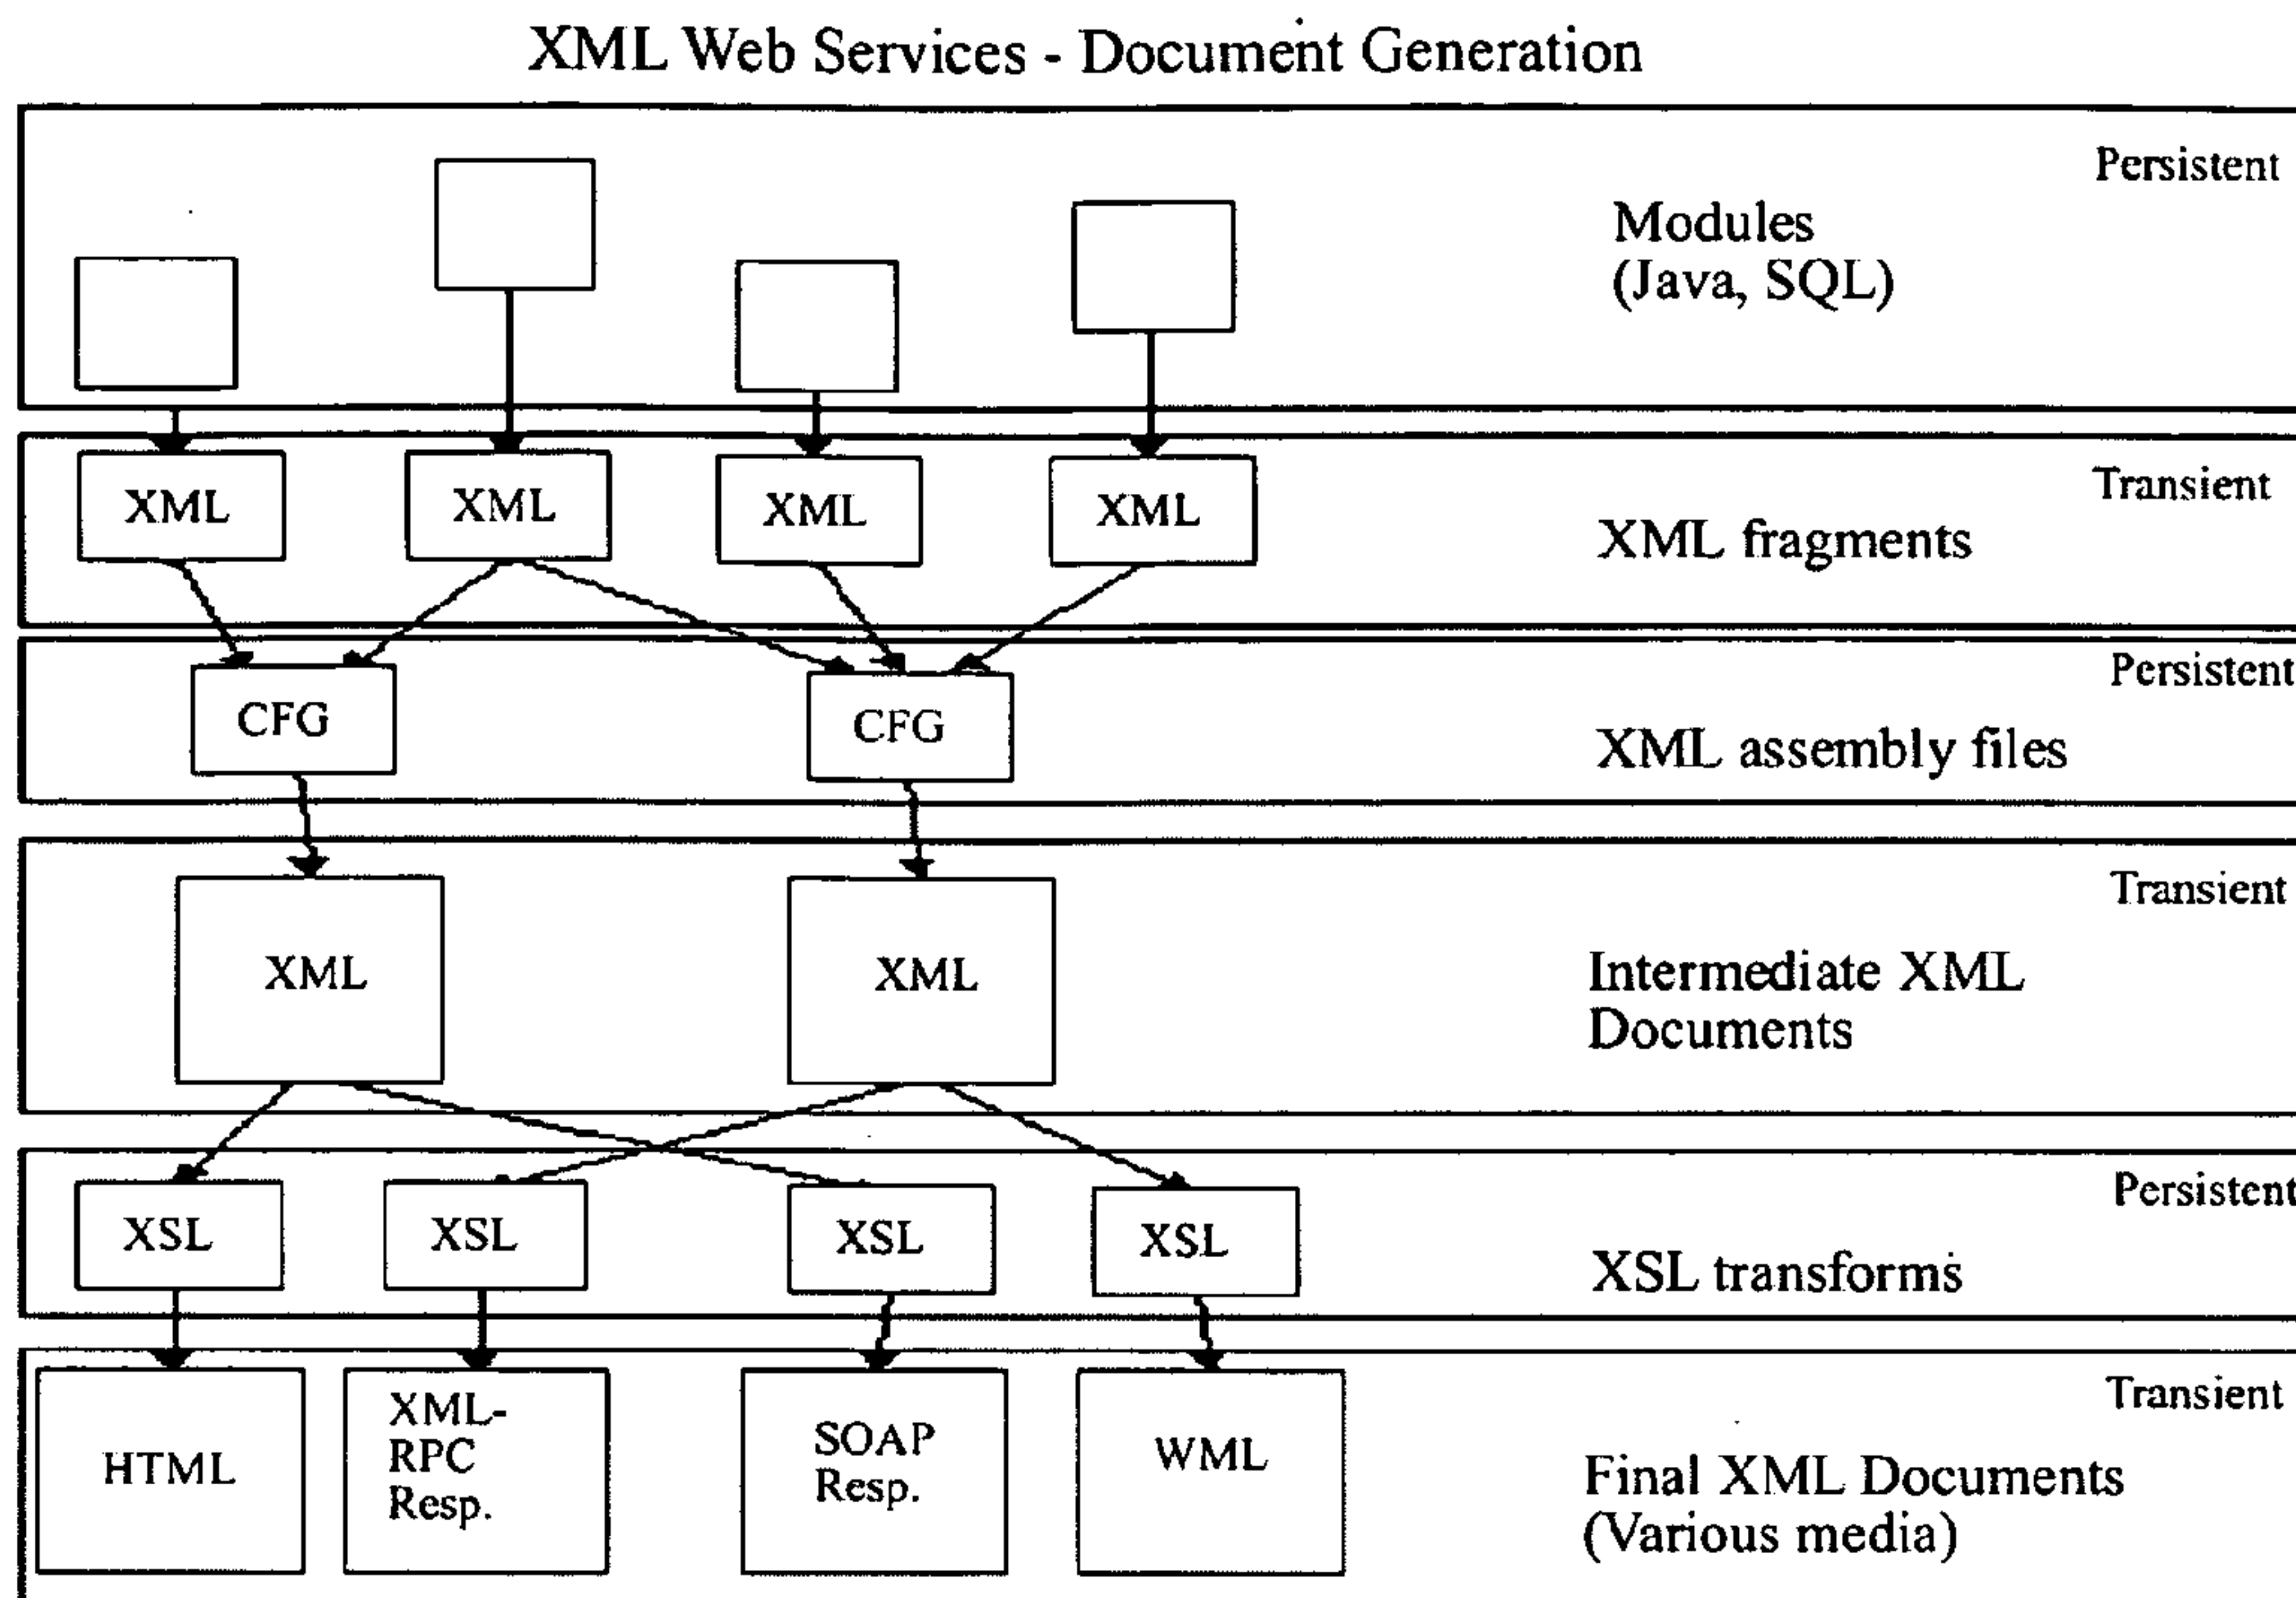 XML Web Services - Document Generation
Persistent
Modules
(Java, SQL)
XML XML XML XML
Transient
XML fragments
Persistent
CFG CFG
XML assembly files
Transient
XML XML
Intermediate XML
Documents
Persistent
XSL XSL XSL XSL
XSL transforms
Transient
HTML
XML-
RPC
Resp.
SOAP
Resp.
WML
Final XML Documents
(Various media)